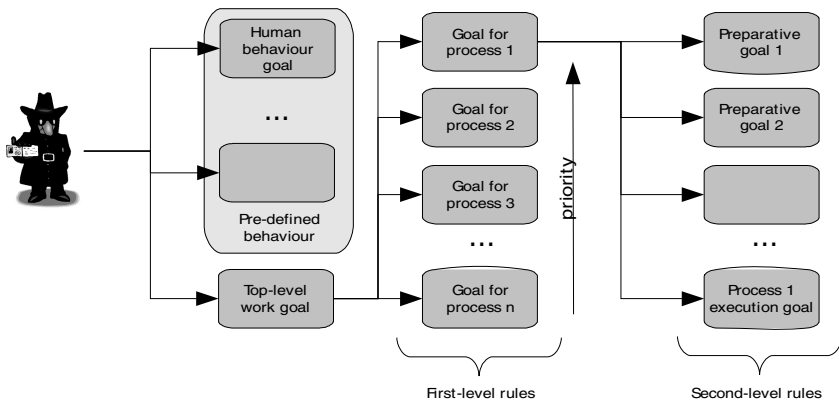 Human
behaviour
goal
...
Pre-defined
behaviour
Top-level
work goal
Goal for
process 1
Goal for
process 2
Goal for
process 3
...
Goal for
process n
First-level rules
priority
Preparative
goal 1
Preparative
goal 2
...
Process 1
execution goal
Second-level rules